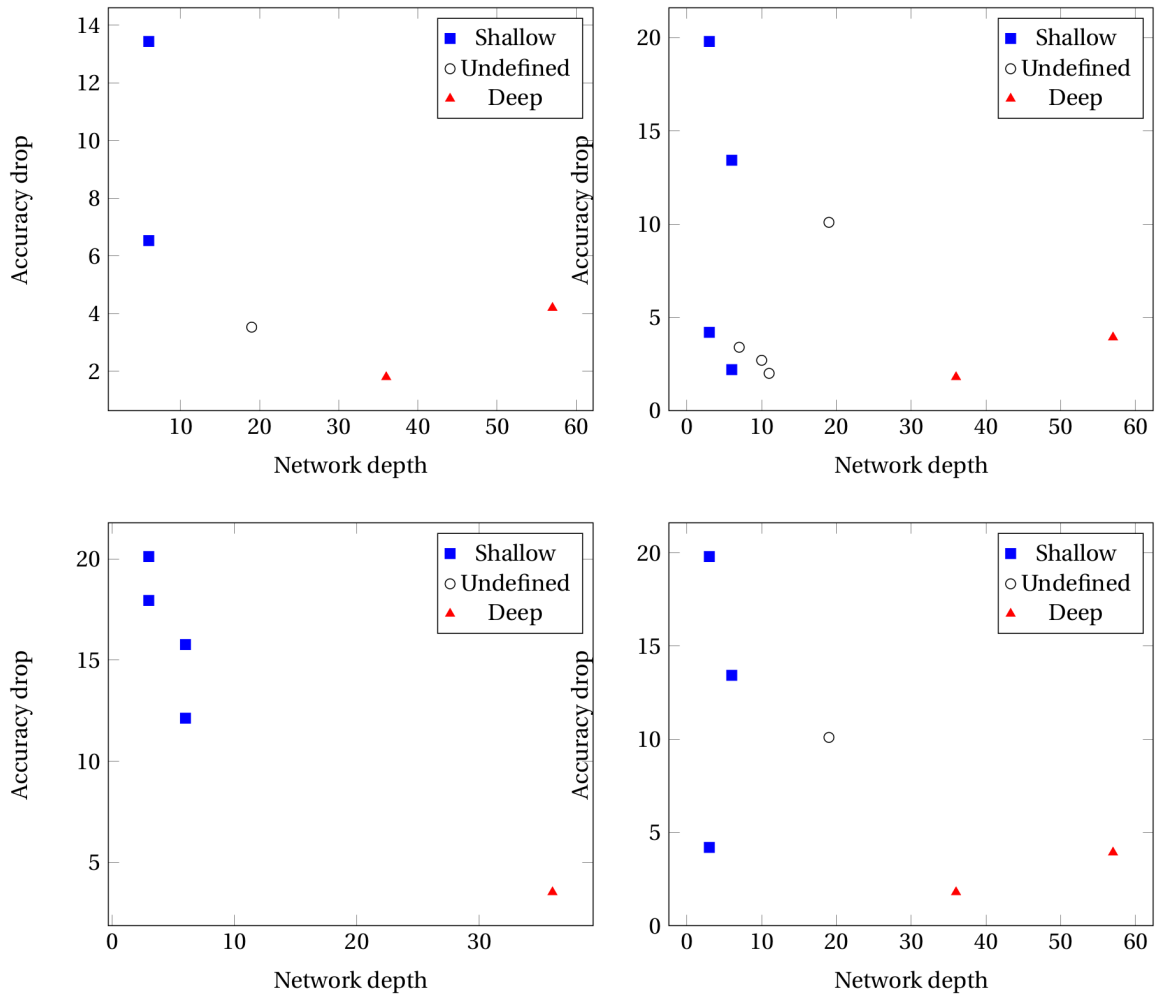 14
12
10
8
6
4
2
10 20 30 40 50 60
Accuracy drop
Network depth
Shallow
Undefined
Deep
20
15
10
5
0
0 10 20 30 40 50 60
Accuracy drop
Network depth
Shallow
Undefined
Deep
20
15
10
5
0 10 20 30
Accuracy drop
Network depth
Shallow
Undefined
Deep
20
15
10
5
0
0 10 20 30 40 50 60
Accuracy drop
Network depth
Shallow
Undefined
Deep